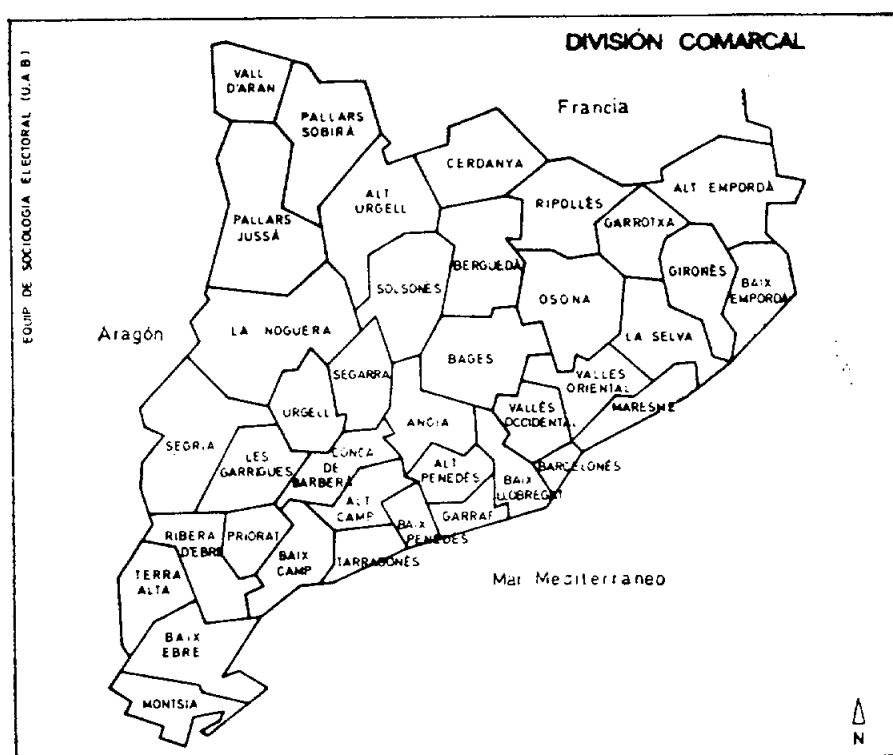 DIVISIÓN COMARCAL
EQUIP DE SOCIOLOGIA ELECTORAL (U.A.B)
Francia
VALL
D'ARAN
PALLARS
SOBIRÀ
CERDANYA
ALT EMPORDÀ
ALT
URGELL
RIPOLLÈS
GARROTXA
PALLARS
JUSSÀ
BERGUEDÀ
GIRONÈS
SOLSONES
OSONA
BAIX
EMPORDÀ
Aragón
LA NOGUERA
LA SELVA
BAGES
SEGARRA
VALLÈS
ORIENTAL
MARESME
URGELL
VALLÈS
OCCIDENTAL
ANOIA
SEGRIA
LES
GARRIGUES
CONCA
DE
BARBERÀ
ALT
PENEDÈS
BARCELONÈS
BAIX
LLOBREGAT
ALT
CAMP
GARRAF
BAIX
PENEDÈS
RIBERA
D'EBRE
PRIORAT
BAIX
CAMP
TARRAGONÈS
TERRA
ALTA
Mar Mediterraneo
BAIX
EBRE
MONTSIA
N